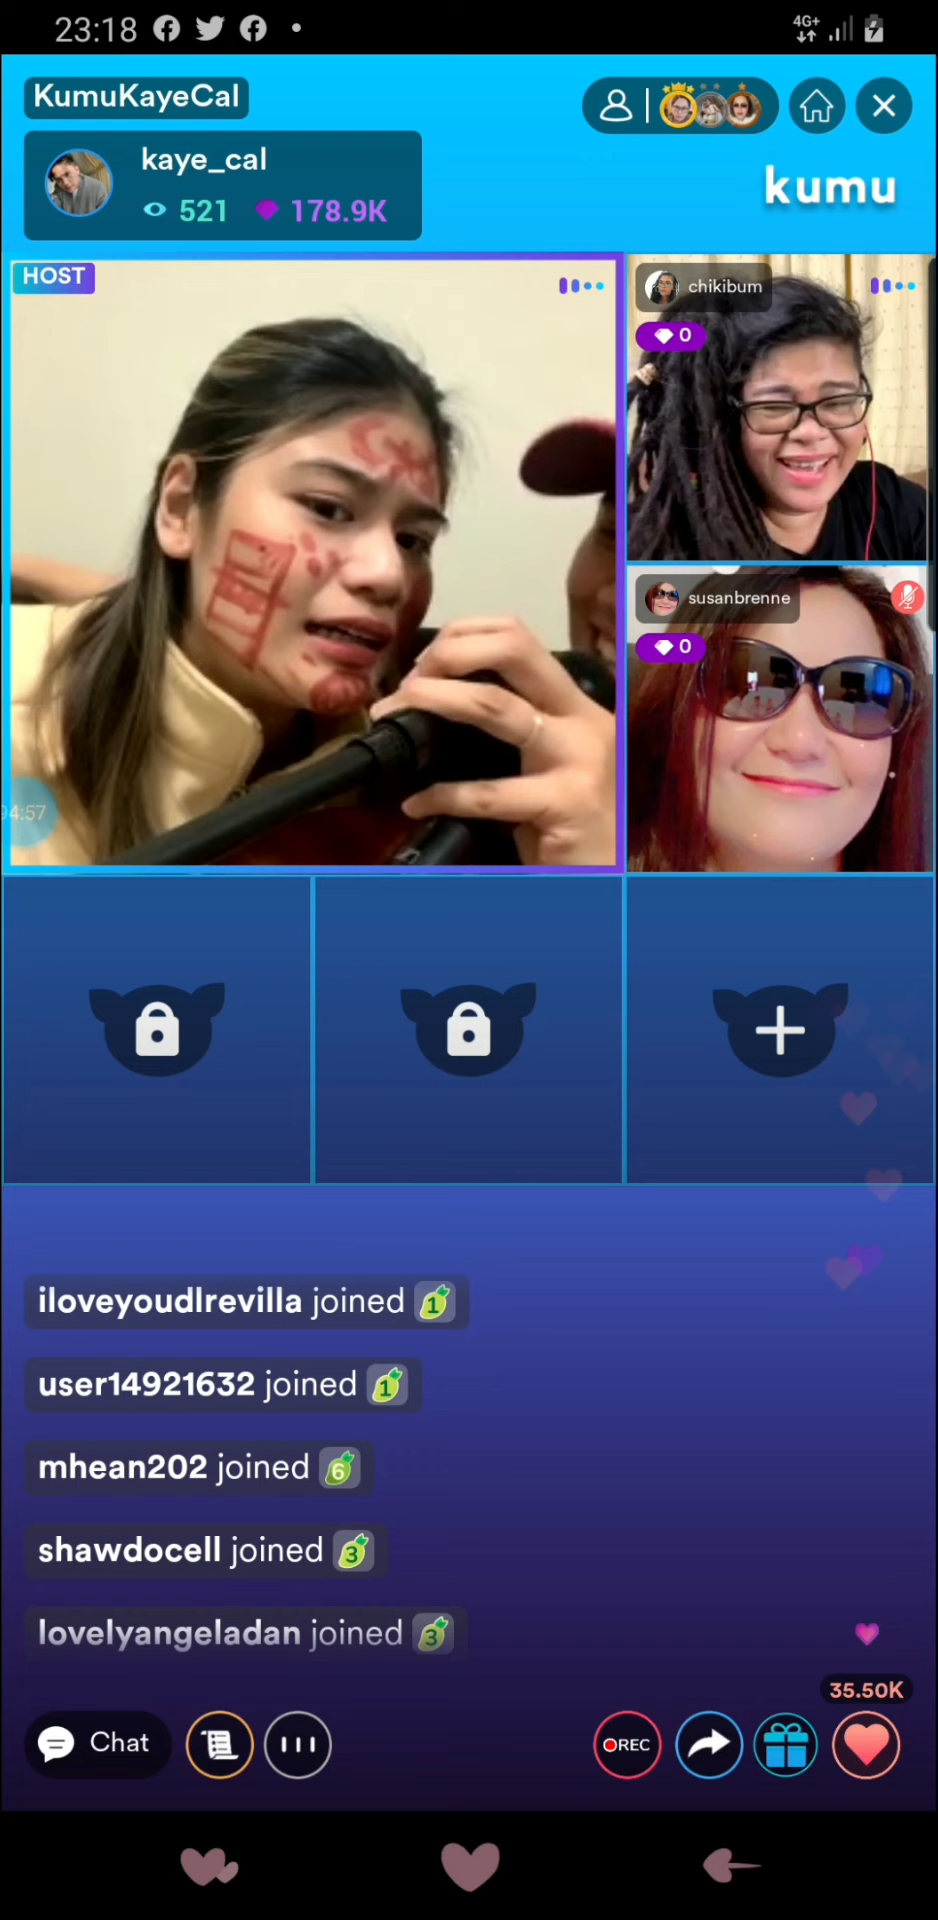 23:18
4G+
KumuKayeCal
kaye_cal
521 178.9K
kumu
HOST
chikibum
0
susanbrenne
0
94:57
iloveyoudlrevilla joined 1
user14921632 joined 1
mhean202 joined 6
shawdocell joined 3
lovelyangeladan joined 3
35.50K
Chat
REC